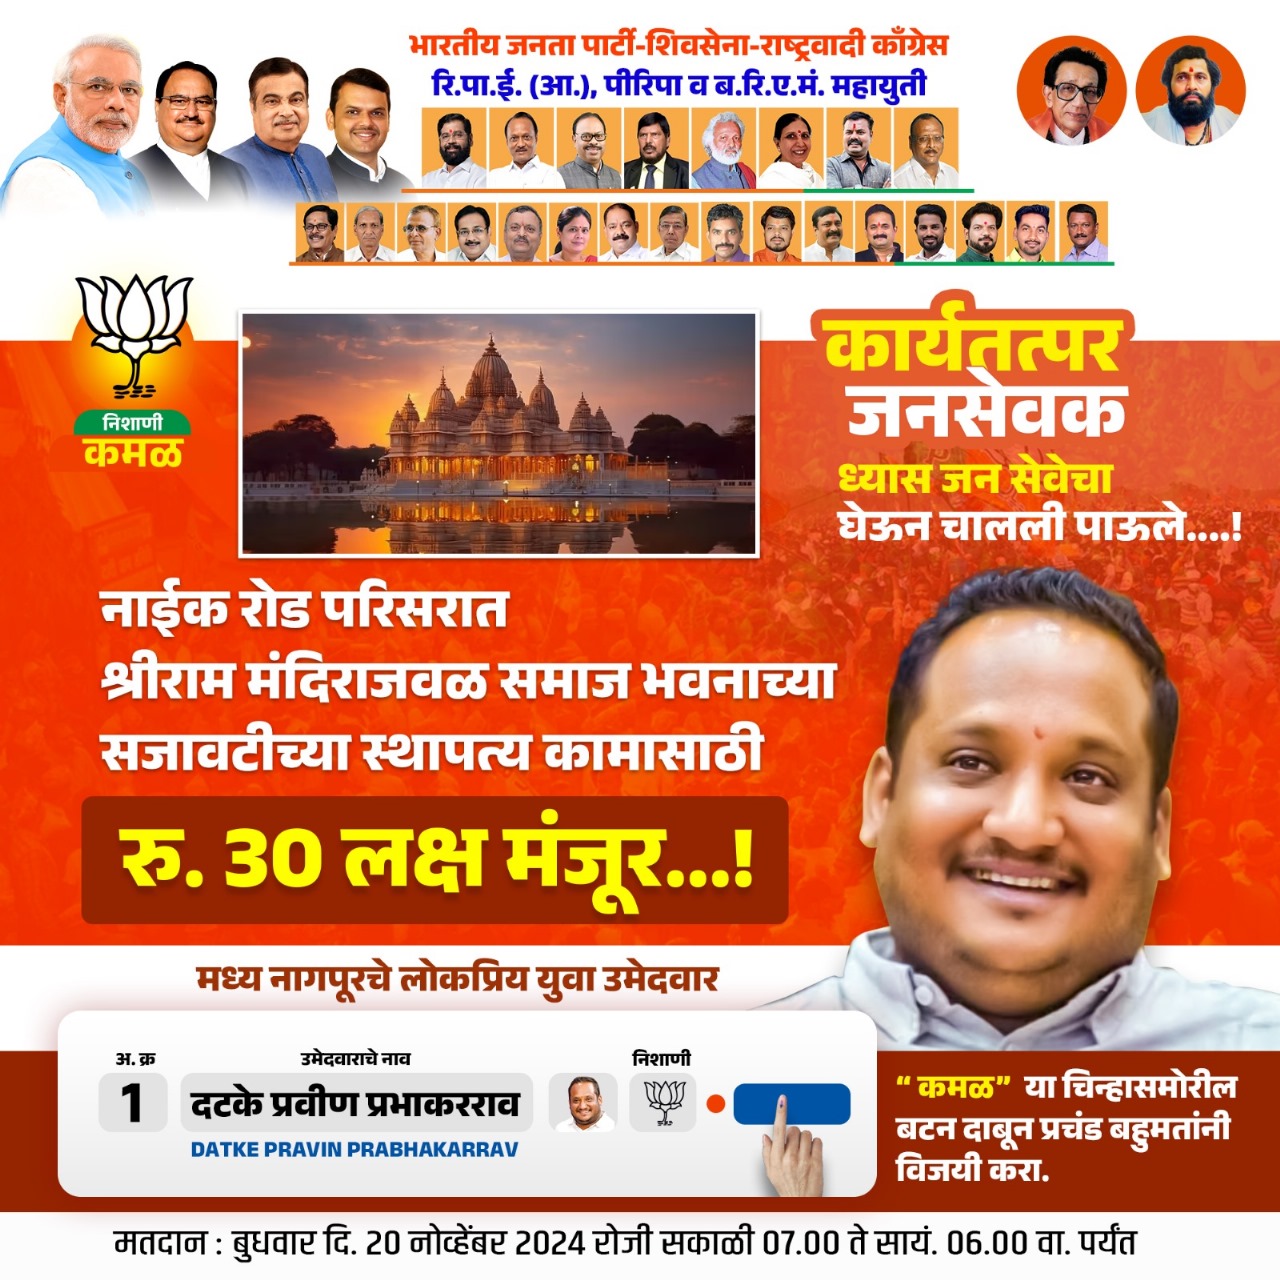 भारतीय जनता पार्टी-शिवसेना-राष्ट्रवादी काँग्रेस
रि.पा.ई. (आ.), पीरिपा व ब.रि.ए.मं. महायुती
निशाणी
कमळ
कार्यतत्पर
जनसेवक
ध्यास जन सेवेचा
घेऊन चालली पाऊले....!
नाईक रोड परिसरात
श्रीराम मंदिराजवळ समाज भवनाच्या
सजावटीच्या स्थापत्य कामासाठी
रु. 30 लक्ष मंजूर...!
मध्य नागपूरचे लोकप्रिय युवा उमेदवार
अ. क्र उमेदवाराचे नाव निशाणी
1 दटके प्रवीण प्रभाकरराव
DATKE PRAVIN PRABHAKARRAV
“ कमळ” या चिन्हासमोरील
बटन दाबून प्रचंड बहुमतांनी
विजयी करा.
मतदान : बुधवार दि. 20 नोव्हेंबर 2024 रोजी सकाळी 07.00 ते सायं. 06.00 वा. पर्यंत